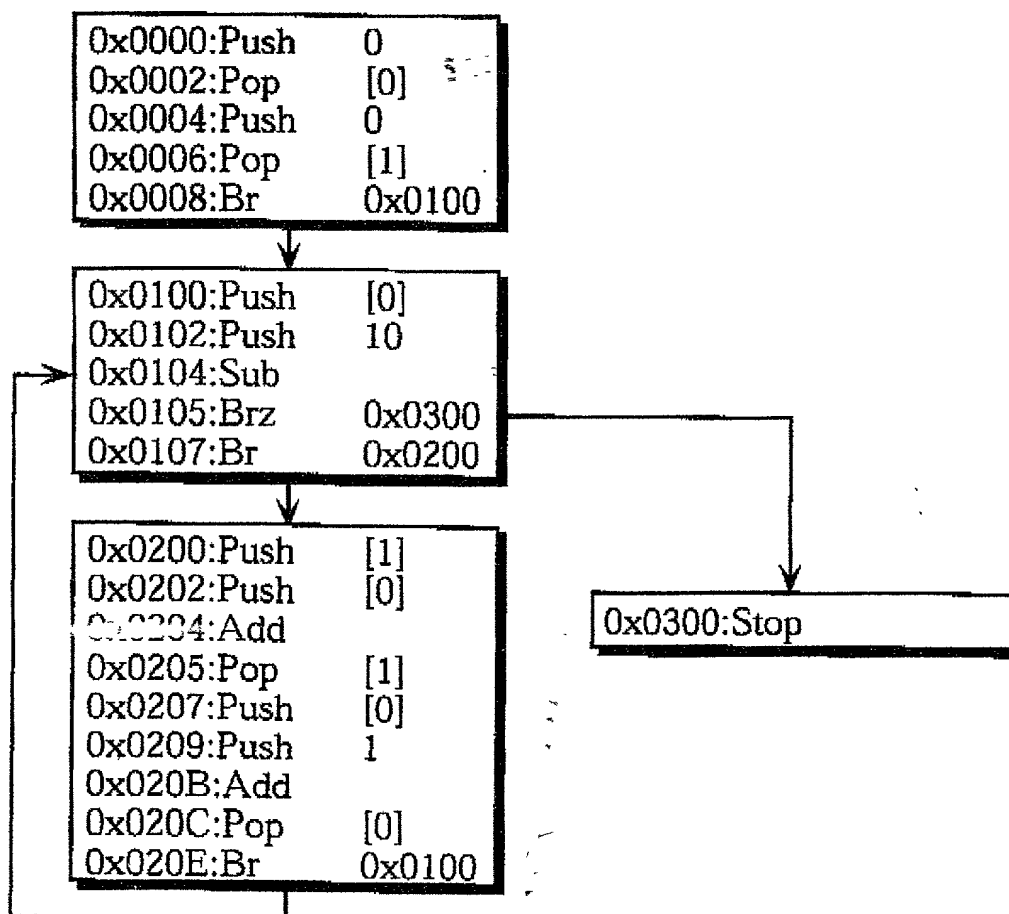 0x0000:Push 0
0x0002:Pop [0]
0x0004:Push 0
0x0006:Pop [1]
0x0008:Br 0x0100
0x0100:Push [0]
0x0102:Push 10
0x0104:Sub
0x0105:Brz 0x0300
0x0107:Br 0x0200
0x0200:Push [1]
0x0202:Push [0]
0x0204:Add
0x0205:Pop [1]
0x0207:Push [0]
0x0209:Push 1
0x020B:Add
0x020C:Pop [0]
0x020E:Br 0x0100
0x0300:Stop